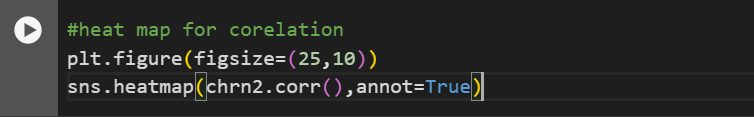 #heat map for corelation
plt.figure(figsize=(25,10))
sns.heatmap(chrn2.corr(),annot=True)